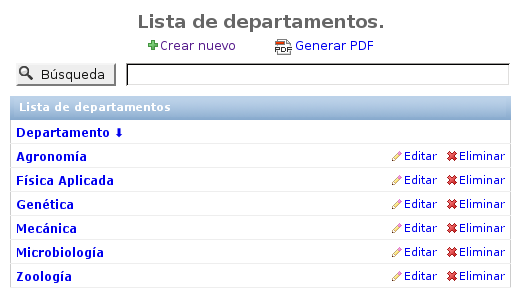 Lista de departamentos.
Crear nuevo PDF Generar PDF
Búsqueda
Lista de departamentos
Departamento ⬇
Agronomía Editar Eliminar
Física Aplicada Editar Eliminar
Genética Editar Eliminar
Mecánica Editar Eliminar
Microbiología Editar Eliminar
Zoología Editar Eliminar